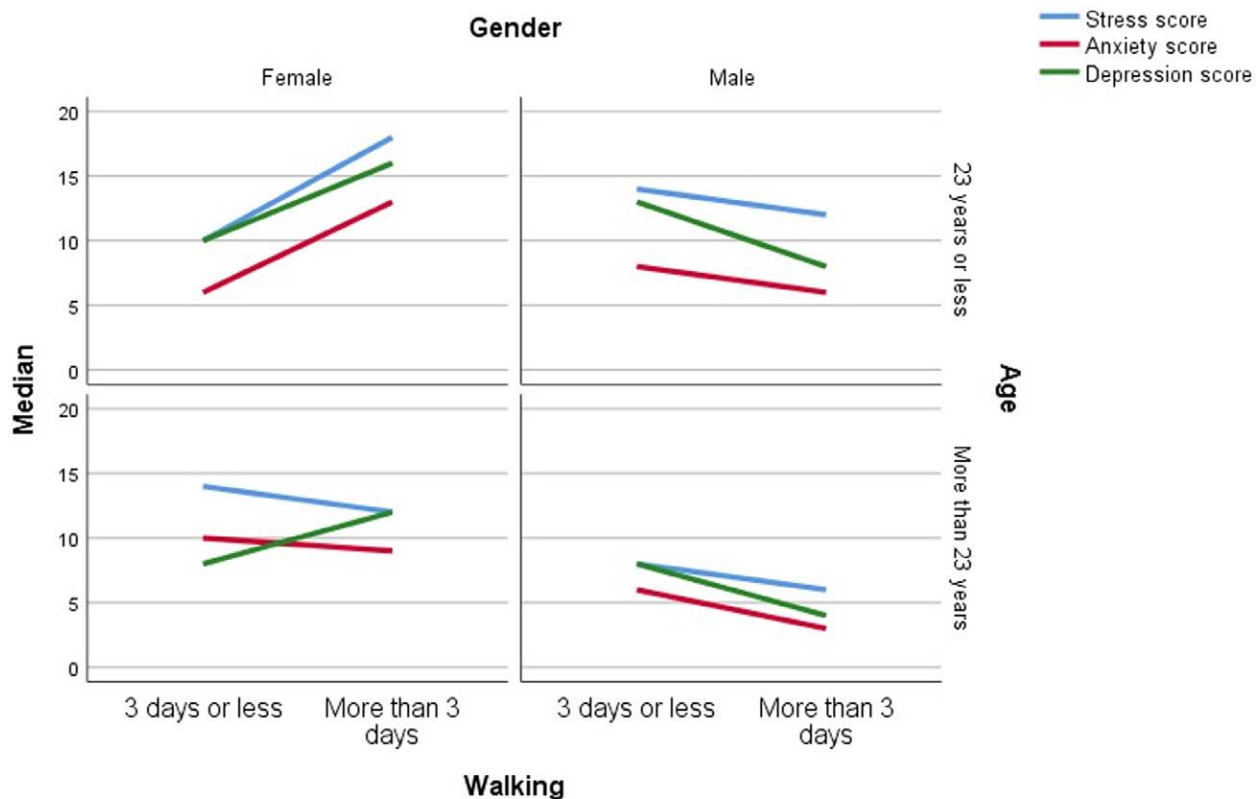 Gender
Stress score
Anxiety score
Depression score
Female
Male
20
15
10
5
0
23 years or less
Median
Age
20
15
10
5
0
More than 23 years
3 days or less
More than 3
days
3 days or less
More than 3
days
Walking